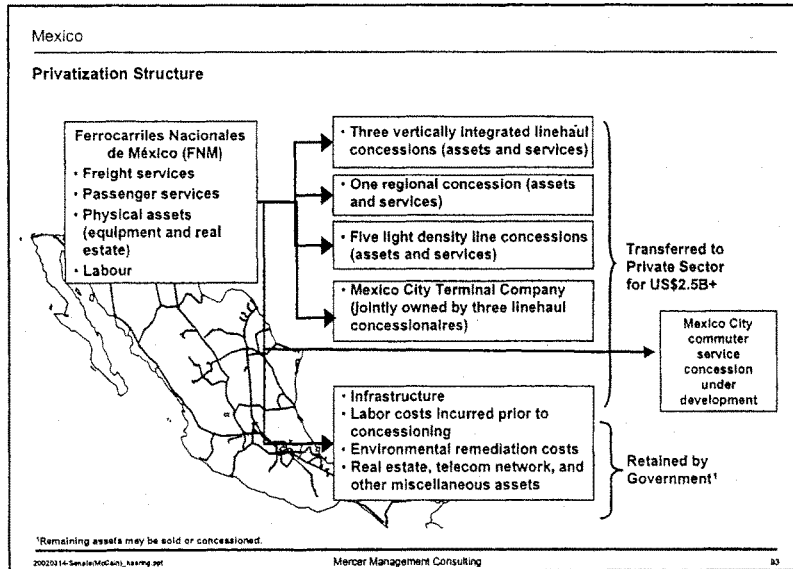 Mexico
Privatization Structure
Ferrocarriles Nacionales
de México (FNM)
• Freight services
• Passenger services
• Physical assets
(equipment and real
estate)
• Labour
• Three vertically integrated linehaul
concessions (assets and services)
• One regional concession (assets
and services)
• Five light density line concessions
(assets and services)
• Mexico City Terminal Company
(jointly owned by three linehaul
concessionaires)
Transferred to
Private Sector
for US$2.5B+
Mexico City
commuter
service
concession
under
development
• Infrastructure
• Labor costs incurred prior to
concessioning
• Environmental remediation costs
• Real estate, telecom network, and
other miscellaneous assets
Retained by
Government¹
¹Remaining assets may be sold or concessioned.
20020314-Senate(McCain)_hearing.ppt
Mercer Management Consulting